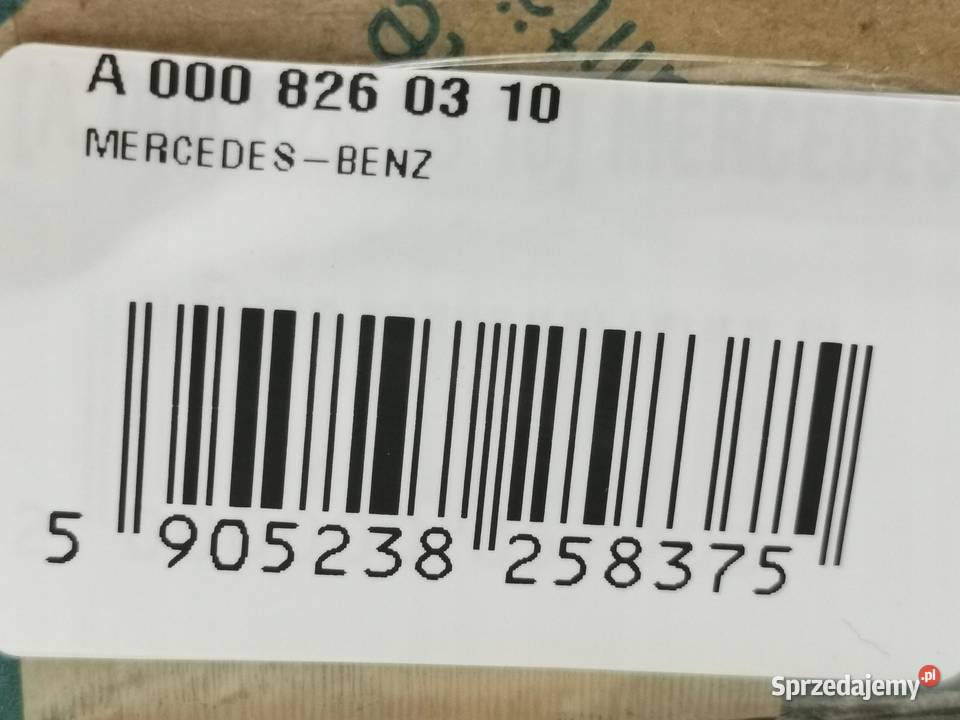 A 000 826 03 10
MERCEDES-BENZ
5 905238 258375
Sprzedajemy.pl